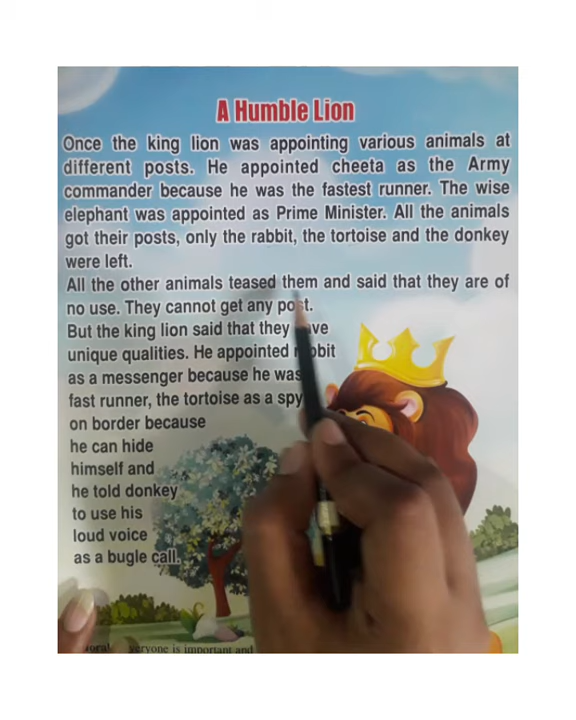 A Humble Lion
Once the king lion was appointing various animals at
different posts. He appointed cheeta as the Army
commander because he was the fastest runner. The wise
elephant was appointed as Prime Minister. All the animals
got their posts, only the rabbit, the tortoise and the donkey
were left.
All the other animals teased them and said that they are of
no use. They cannot get any post.
But the king lion said that they
unique qualities. He appointed
as a messenger because he was
fast runner, the tortoise as a spy
on border because
he can hide
himself and
he told donkey
to use his
loud voice
as a bugle call.
is important and